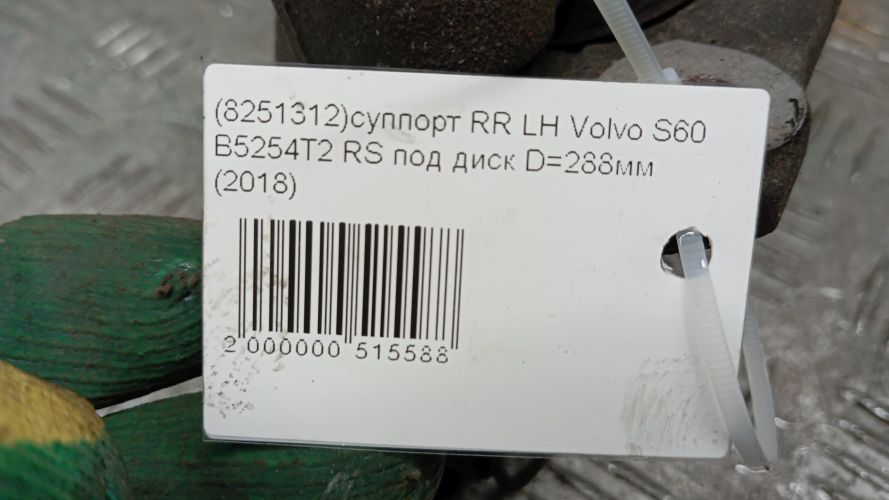 (8251312)суппорт RR LH Volvo S60
B5254T2 RS под диск D=288мм
(2018)
2 000000 515588